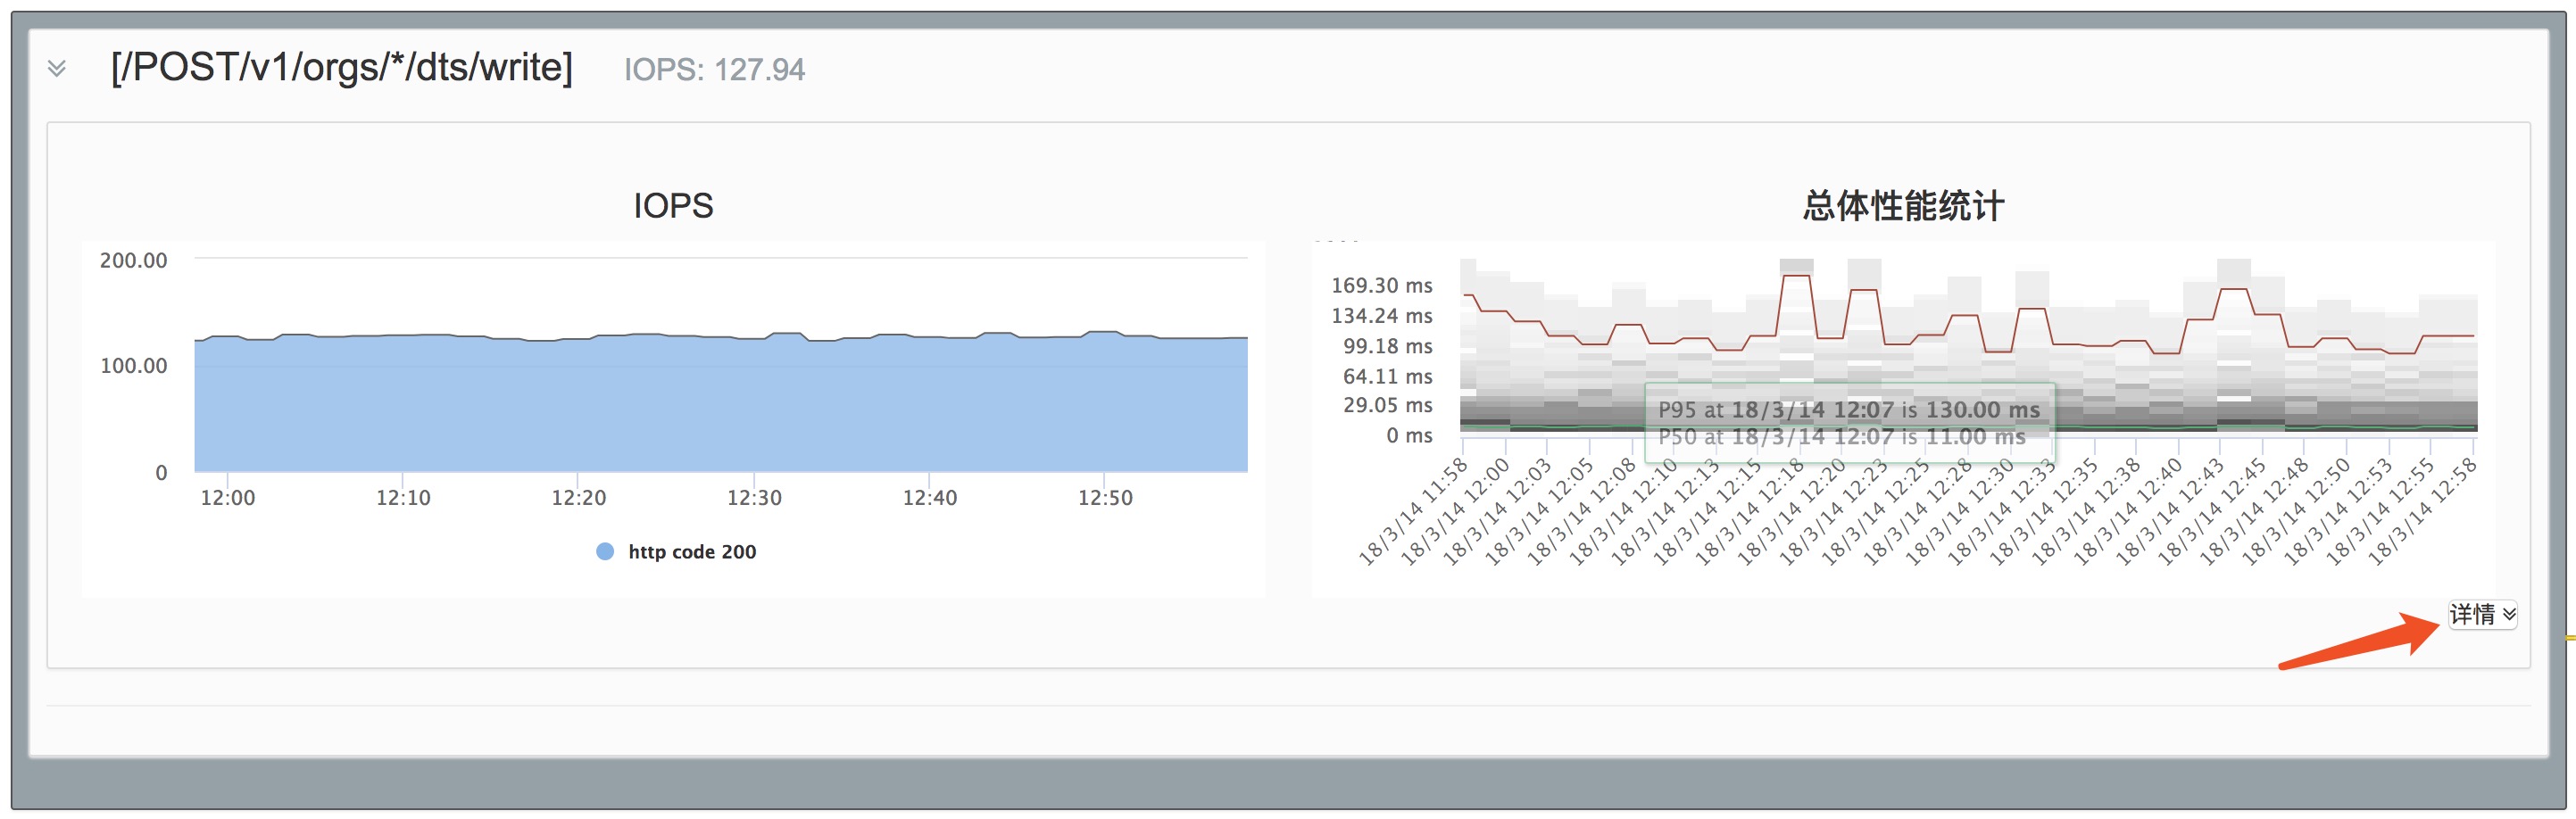 [/POST/v1/orgs/*/dts/write] IOPS: 127.94
IOPS
200.00
100.00
0
12:00 12:10 12:20 12:30 12:40 12:50
http code 200
总体性能统计
169.30 ms
134.24 ms
99.18 ms
64.11 ms
29.05 ms
0 ms
P95 at 18/3/14 12:07 is 130.00 ms
P50 at 18/3/14 12:07 is 11.00 ms
18/3/14 11:58
18/3/14 12:00
18/3/14 12:03
18/3/14 12:05
18/3/14 12:08
18/3/14 12:10
18/3/14 12:13
18/3/14 12:15
18/3/14 12:18
18/3/14 12:20
18/3/14 12:23
18/3/14 12:25
18/3/14 12:28
18/3/14 12:30
18/3/14 12:33
18/3/14 12:35
18/3/14 12:38
18/3/14 12:40
18/3/14 12:43
18/3/14 12:45
18/3/14 12:48
18/3/14 12:50
18/3/14 12:53
18/3/14 12:55
18/3/14 12:58
详情